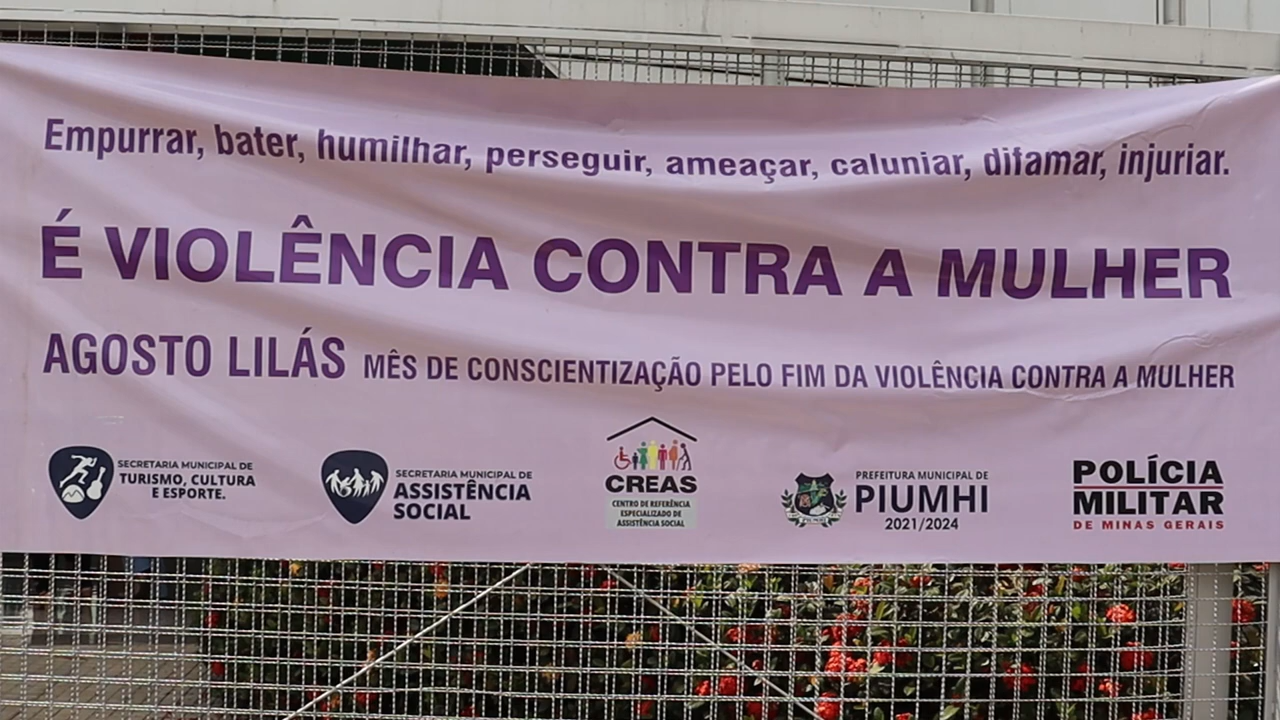 Empurrar, bater, humilhar, perseguir, ameaçar, caluniar, difamar, injuriar.
É VIOLÊNCIA CONTRA A MULHER
AGOSTO LILÁS MÊS DE CONSCIENTIZAÇÃO PELO FIM DA VIOLÊNCIA CONTRA A MULHER
SECRETARIA MUNICIPAL DE
TURISMO, CULTURA
E ESPORTE.
SECRETARIA MUNICIPAL DE
ASSISTÊNCIA
SOCIAL
CREAS
CENTRO DE REFERÊNCIA
ESPECIALIZADO DE
ASSISTÊNCIA SOCIAL
PREFEITURA MUNICIPAL DE
PIUMHI
2021/2024
POLÍCIA
MILITAR
DE MINAS GERAIS